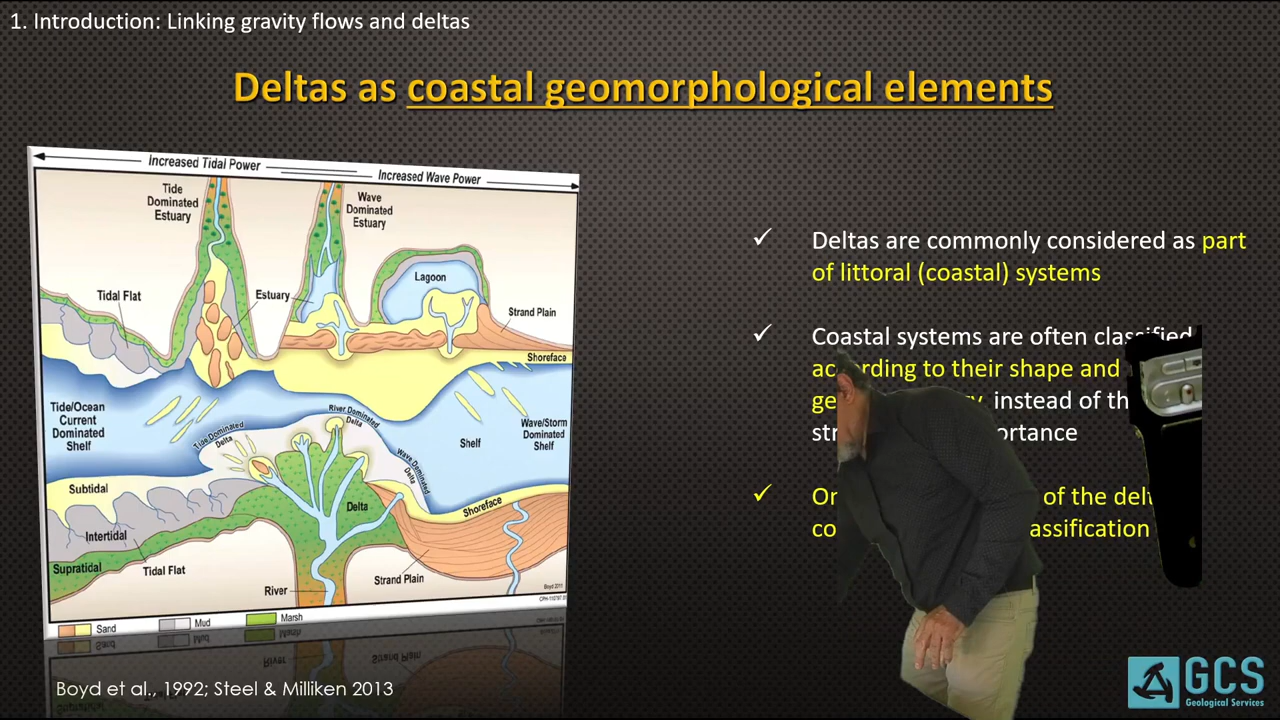 1. Introduction: Linking gravity flows and deltas
Deltas as coastal geomorphological elements
Increased Tidal Power
Increased Wave Power
Tide
Dominated
Estuary
Wave
Dominated
Estuary
Lagoon
Tidal Flat
Estuary
Strand Plain
Shoreface
Tide/Ocean
Current
Dominated
Shelf
Tide Dominated
Delta
River Dominated
Delta
Wave Dominated
Delta
Shelf
Wave/Storm
Dominated
Shelf
Subtidal
Delta
Shoreface
Intertidal
Supratidal
Tidal Flat
Strand Plain
River
Boyd 2011
Sand
Mud
Marsh
Boyd et al., 1992; Steel & Milliken 2013
✓ Deltas are commonly considered as part
of littoral (coastal) systems
✓ Coastal systems are often classified
according to their shape and
instead of
✓ of the
GCS
Geological Services